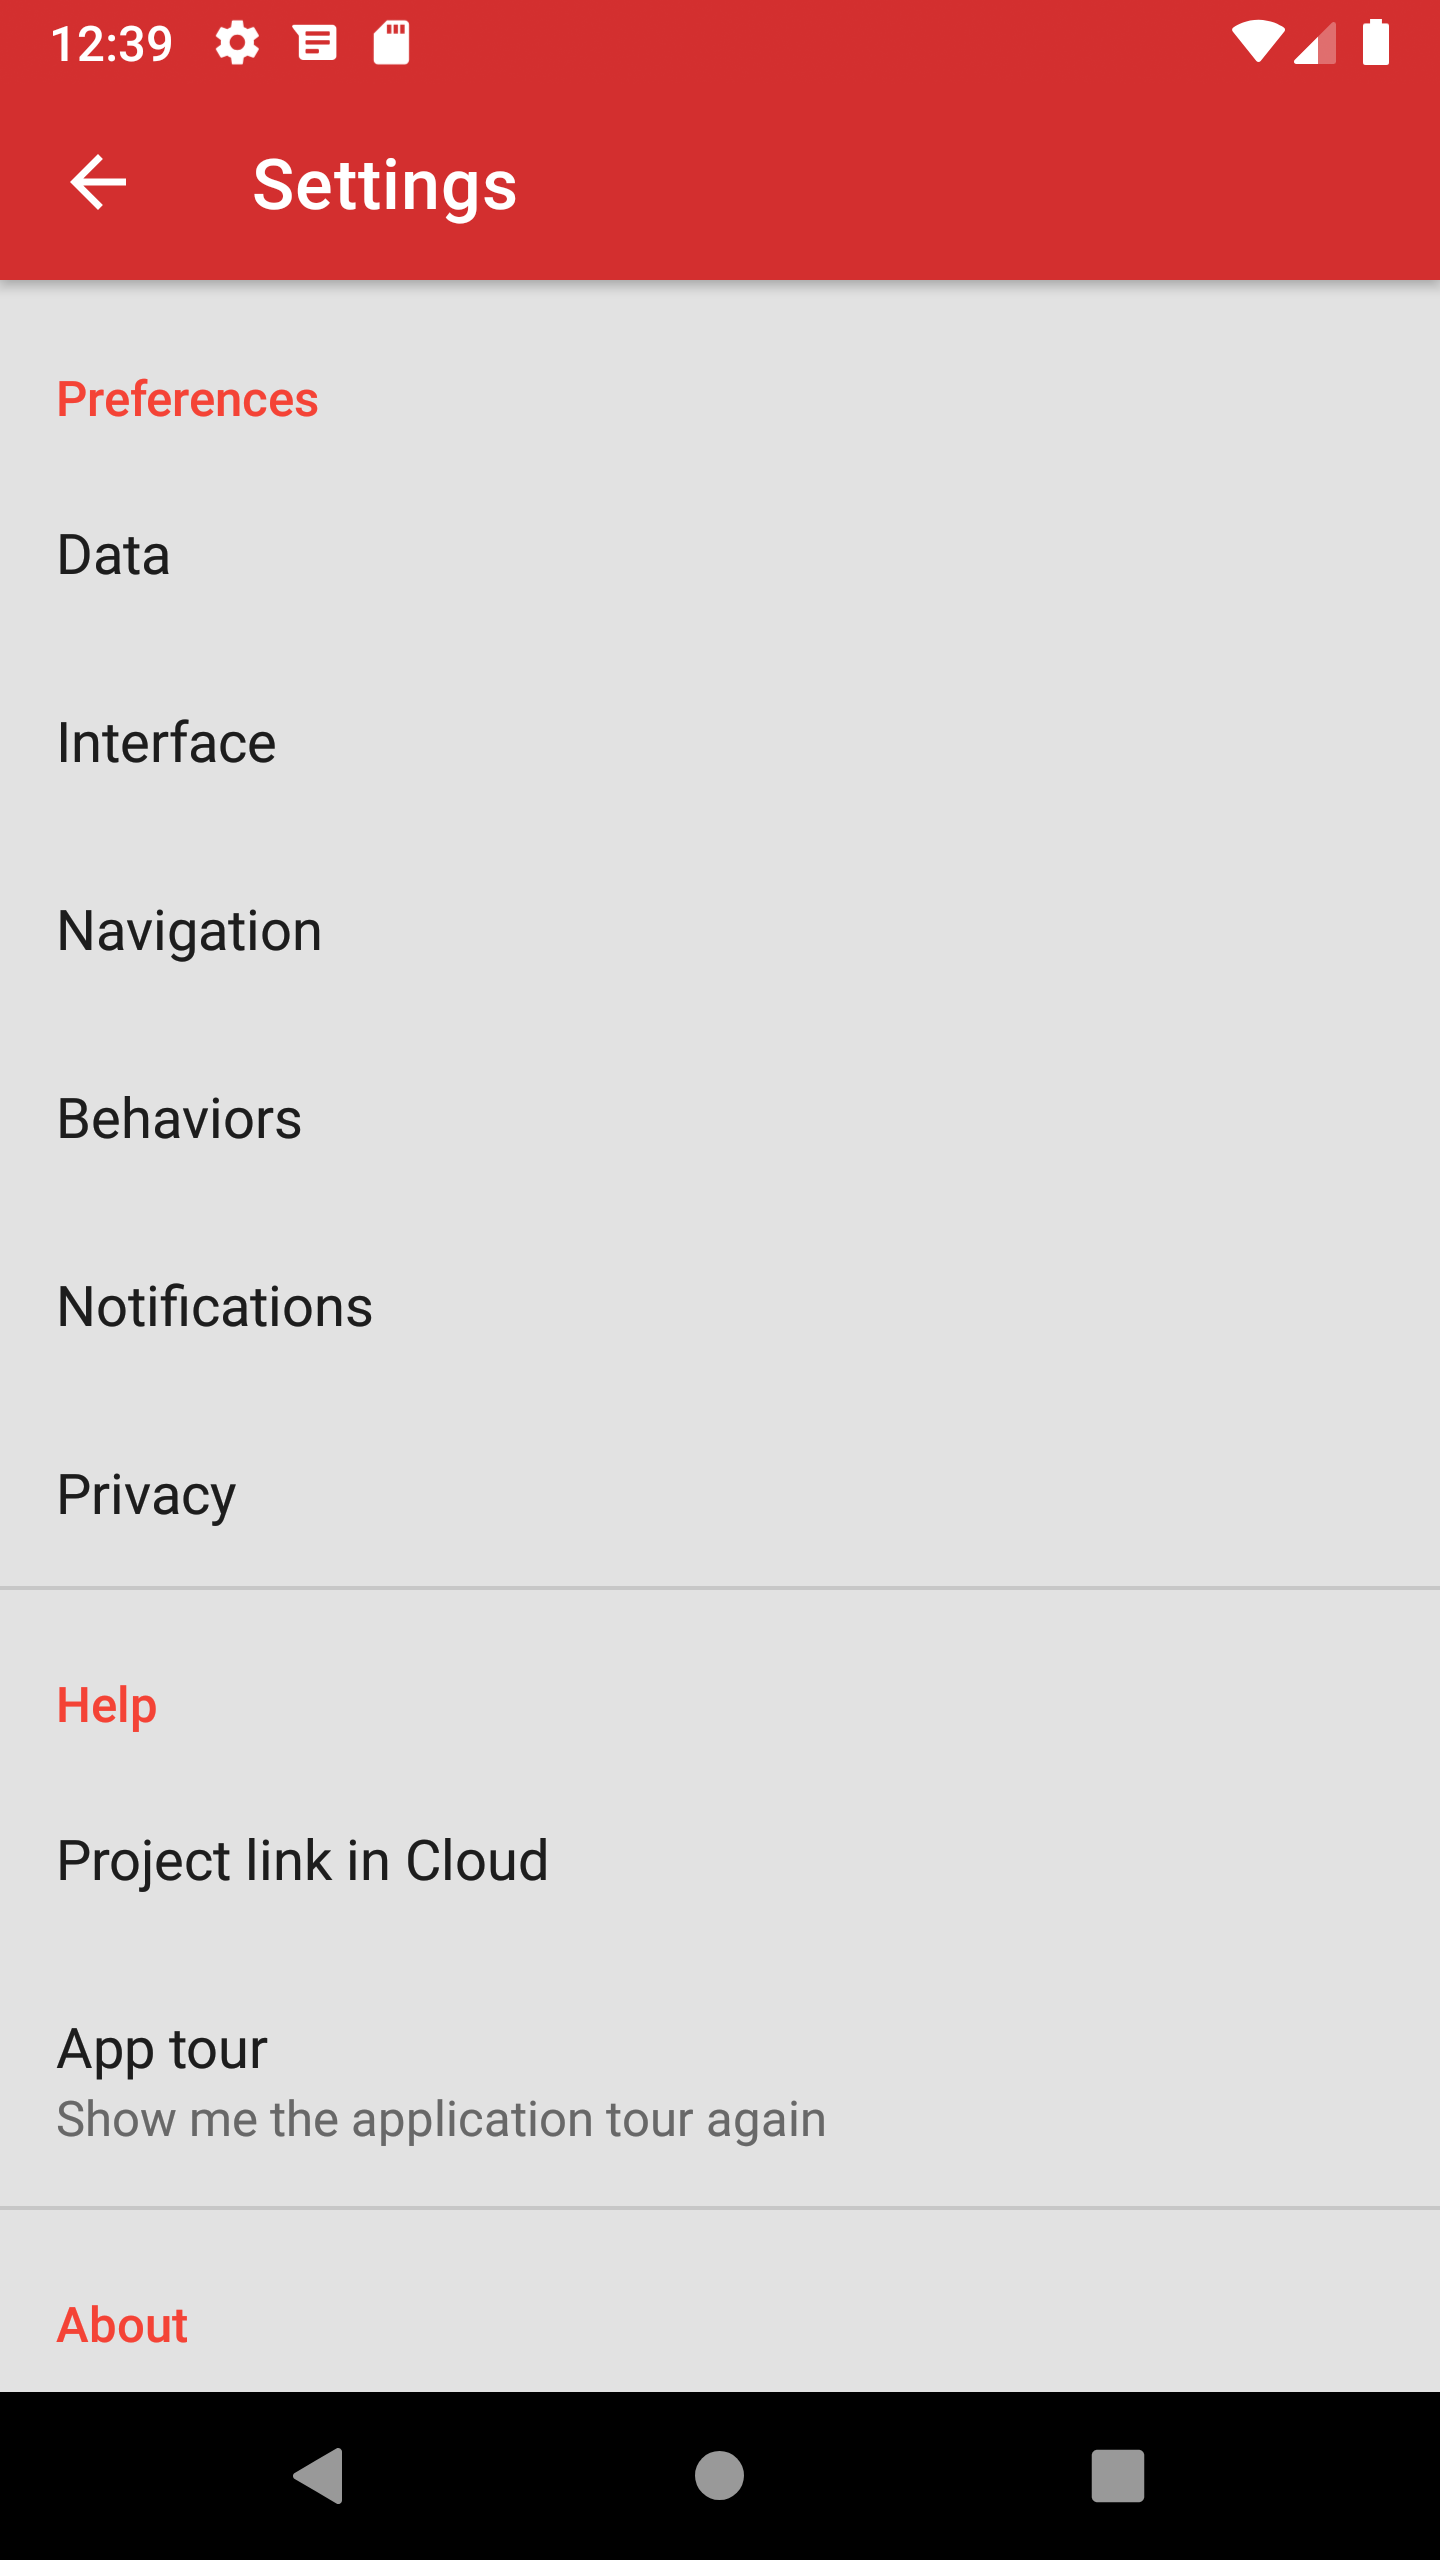 12:39
Settings
Preferences
Data
Interface
Navigation
Behaviors
Notifications
Privacy
Help
Project link in Cloud
App tour
Show me the application tour again
About